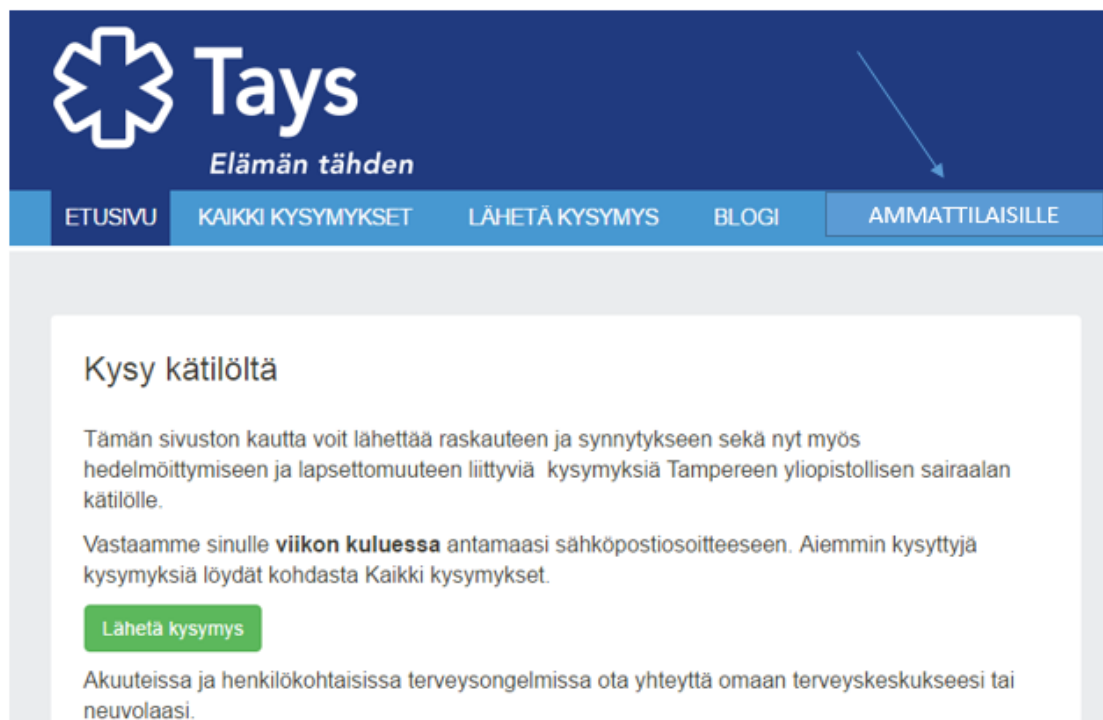 Tays
Elämän tähden
ETUSIVU KAIKKI KYSYMYKSET LÄHETÄ KYSYMYS BLOGI AMMATTILAISILLE
Kysy kätilöltä
Tämän sivuston kautta voit lähettää raskauteen ja synnytykseen sekä nyt myös
hedelmöittymiseen ja lapsettomuuteen liittyviä kysymyksiä Tampereen yliopistollisen sairaalan
kätilölle.
Vastaamme sinulle viikon kuluessa antamaasi sähköpostiosoitteeseen. Aiemmin kysyttyjä
kysymyksiä löydät kohdasta Kaikki kysymykset.
Lähetä kysymys
Akuuteissa ja henkilökohtaisissa terveysongelmissa ota yhteyttä omaan terveyskeskukseesi tai
neuvolaasi.